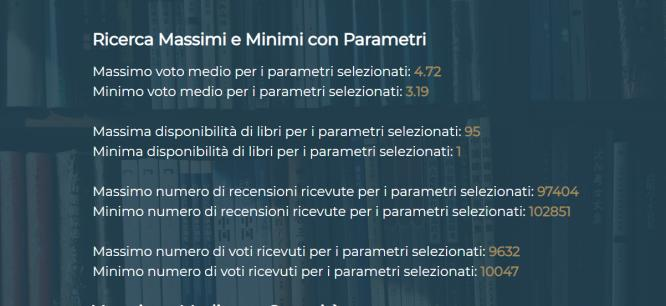 Ricerca Massimi e Minimi con Parametri
Massimo voto medio per i parametri selezionati: 4.72
Minimo voto medio per i parametri selezionati: 3.19
Massima disponibilità di libri per i parametri selezionati: 95
Minima disponibilità di libri per i parametri selezionati: 1
Massimo numero di recensioni ricevute per i parametri selezionati: 97404
Minimo numero di recensioni ricevute per i parametri selezionati: 102851
Massimo numero di voti ricevuti per i parametri selezionati: 9632
Minimo numero di voti ricevuti per i parametri selezionati: 10047